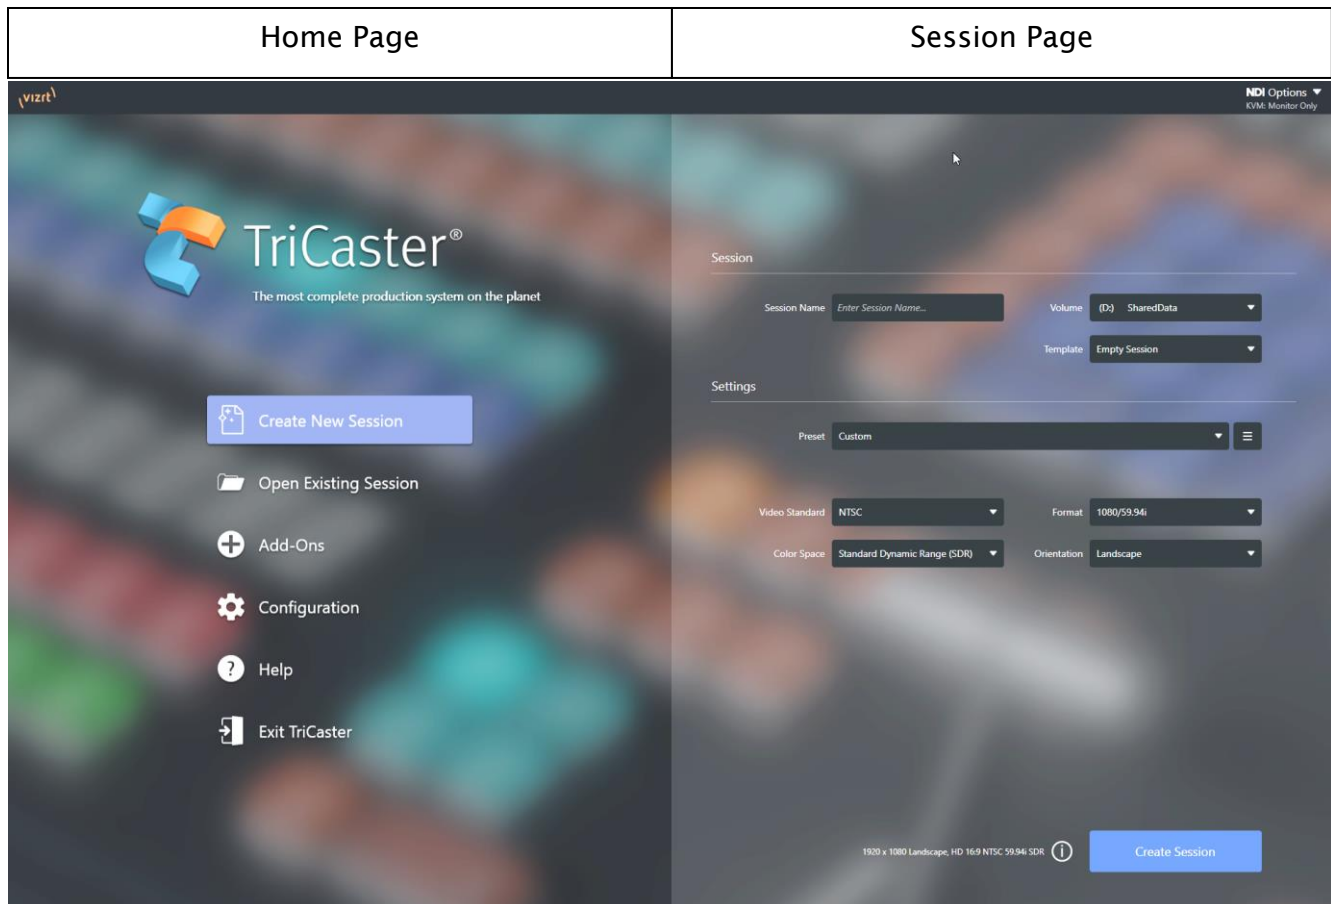 Home Page
Session Page
vizrt
NDI Options
KVM: Monitor Only
TriCaster®
The most complete production system on the planet
Create New Session
Open Existing Session
Add-Ons
Configuration
Help
Exit TriCaster
Session
Session Name Enter Session Name... Volume (D:) SharedData
Template Empty Session
Settings
Preset Custom
Video Standard NTSC Format 1080/59.94i
Color Space Standard Dynamic Range (SDR) Orientation Landscape
1920 x 1080 Landscape, HD 16:9 NTSC 59.94i SDR Create Session